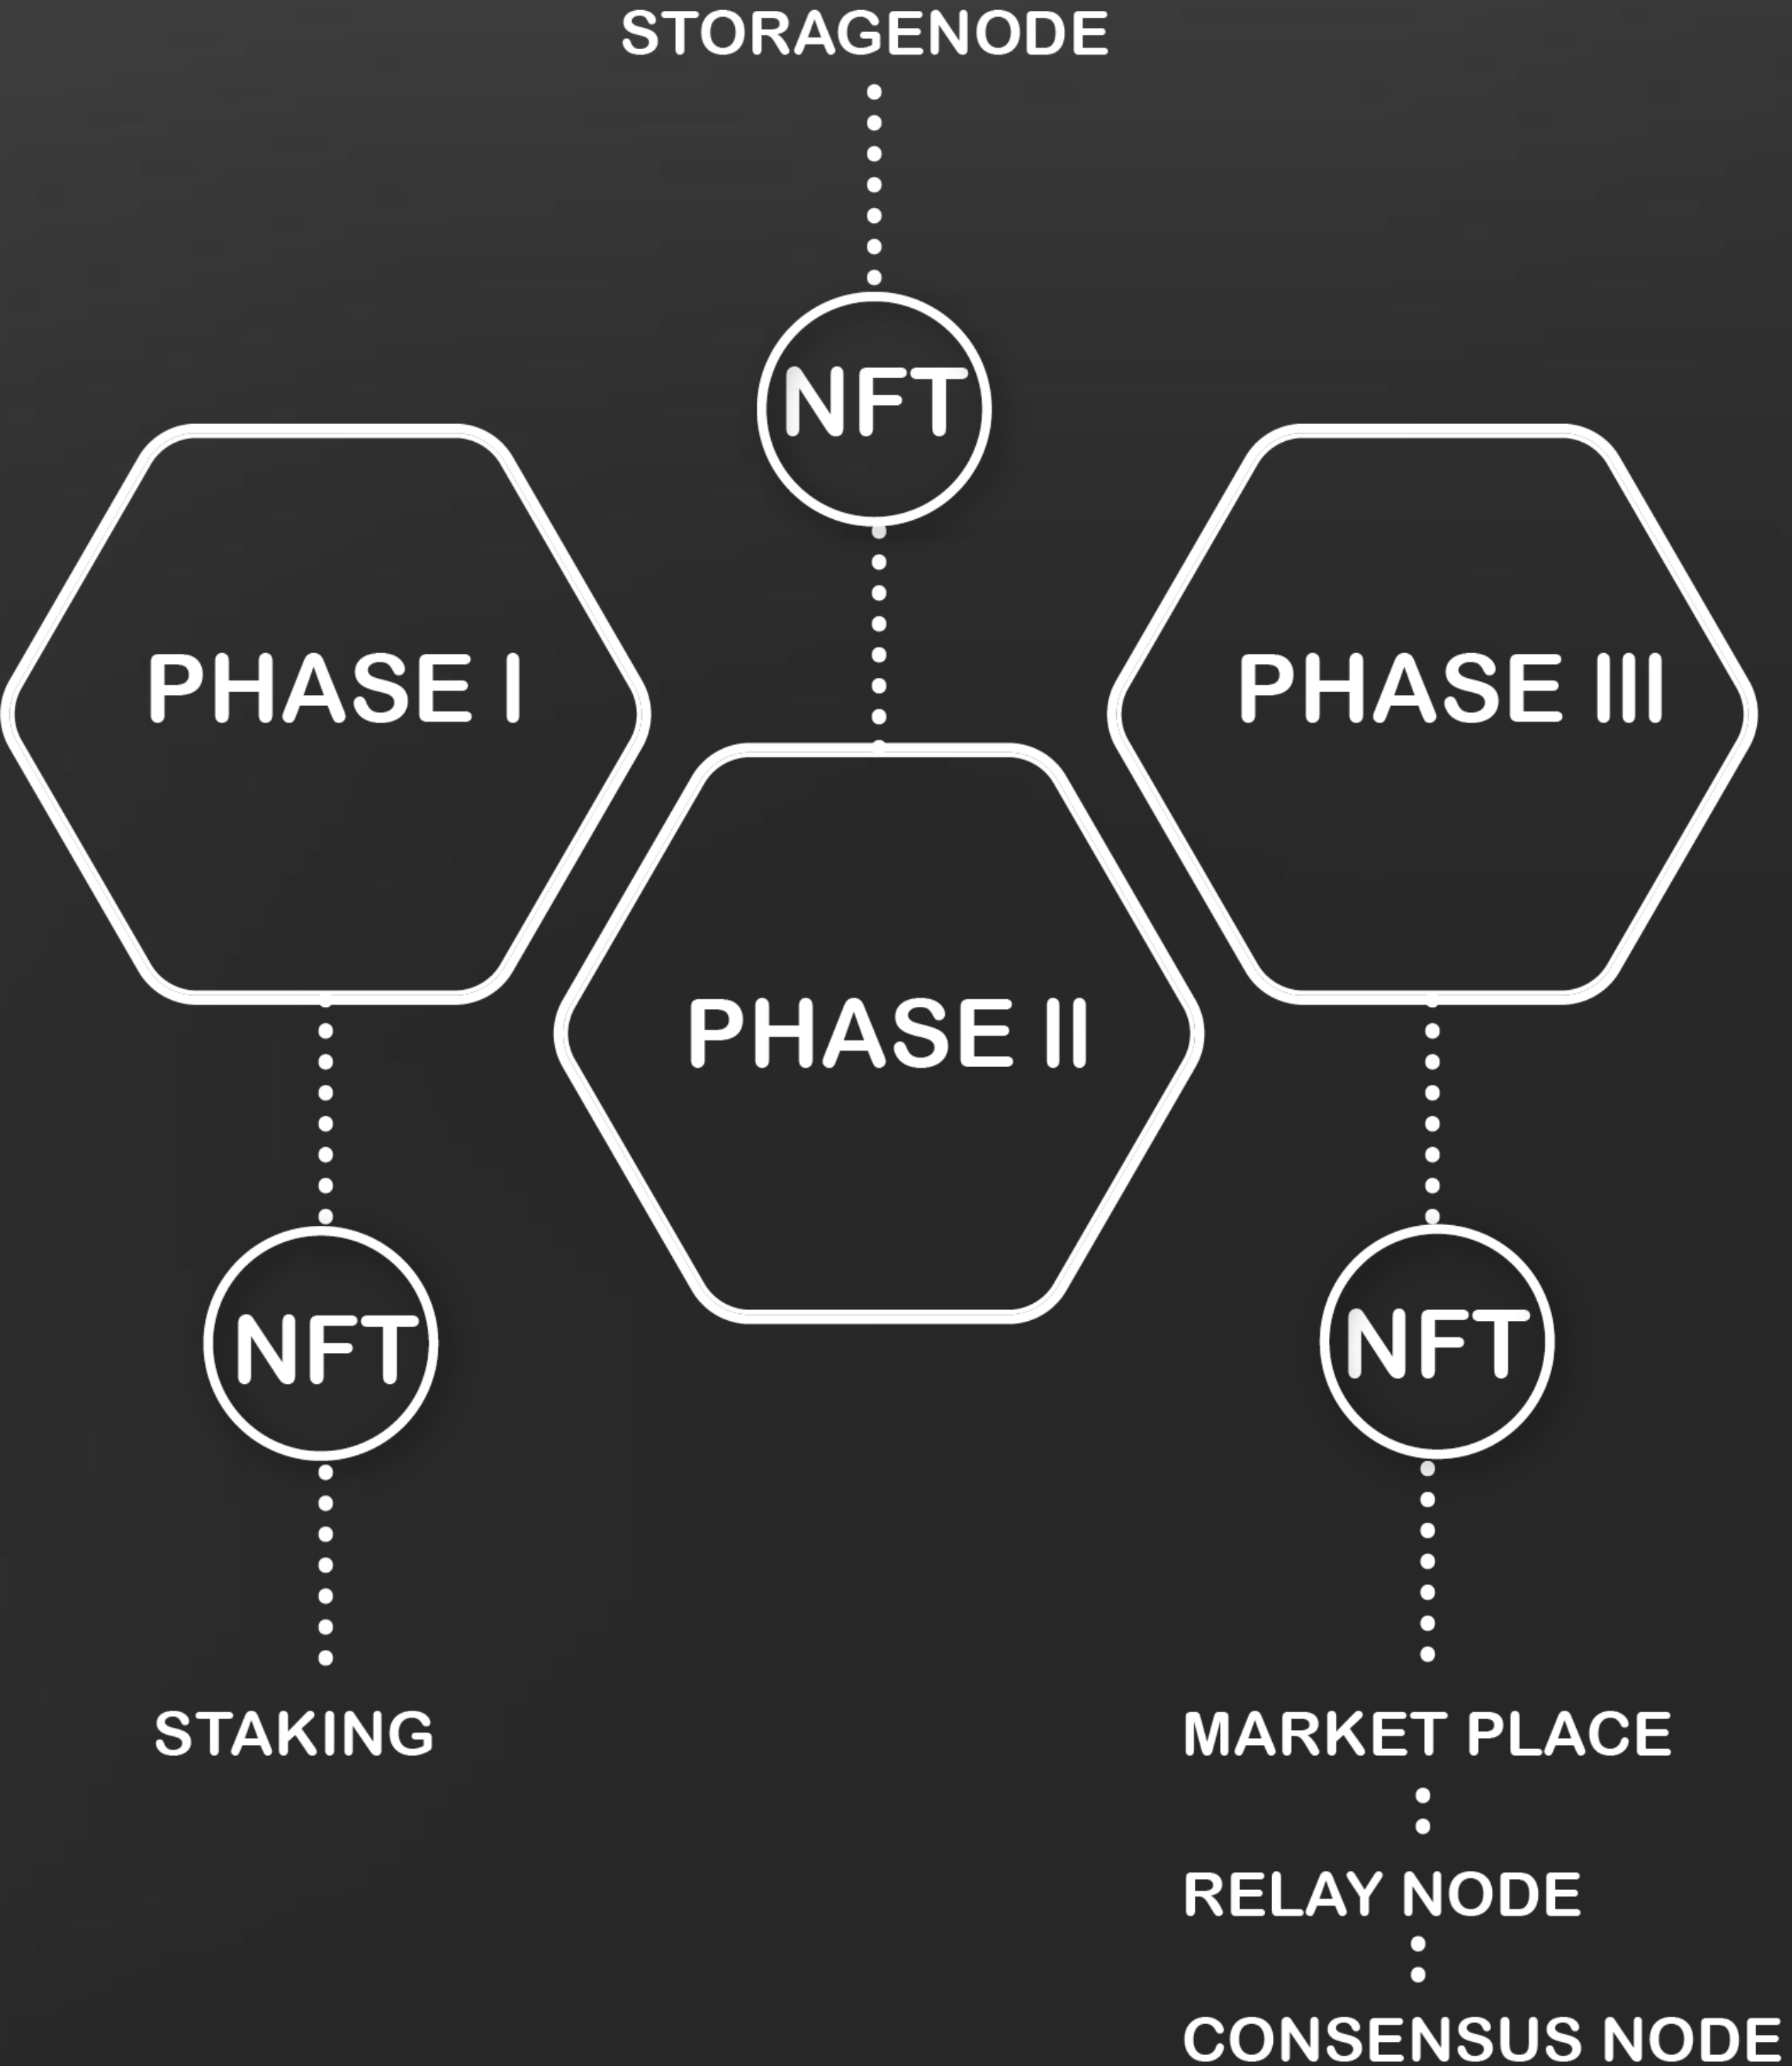 STORAGENODE
NFT
PHASE I
PHASE III
PHASE II
NFT
NFT
STAKING
MARKET PLACE
RELAY NODE
CONSENSUS NODE